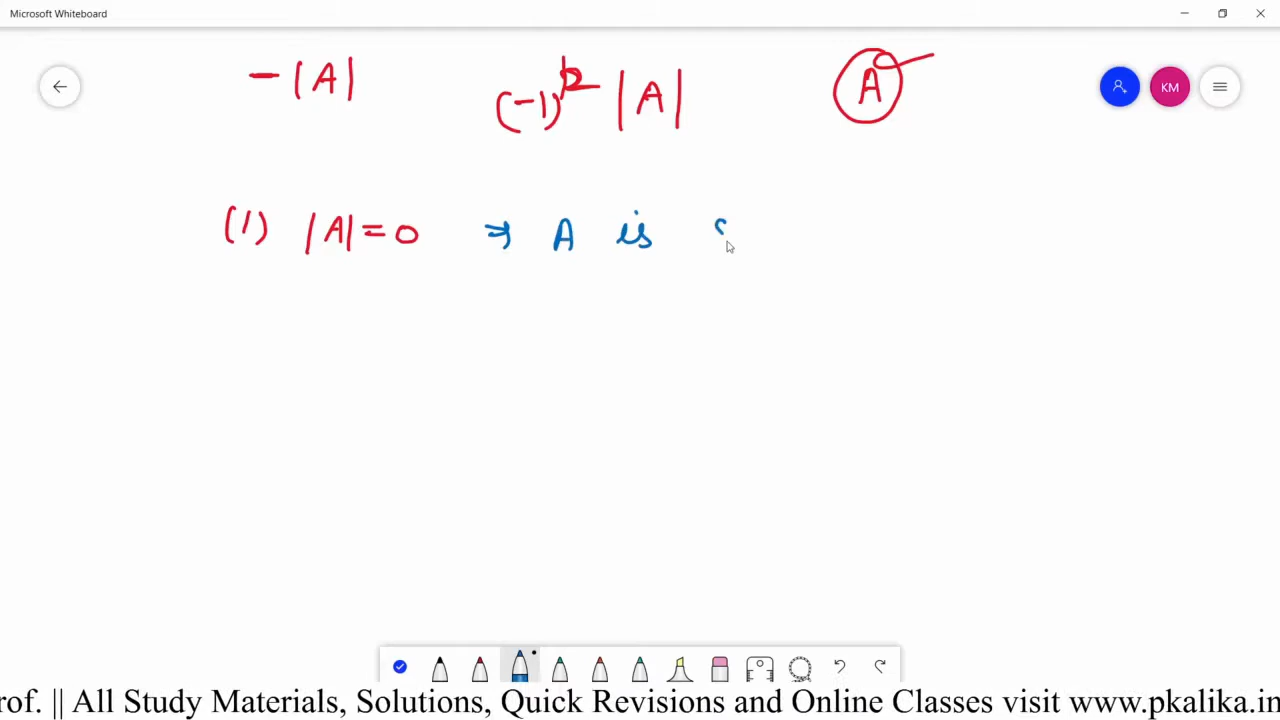 Microsoft Whiteboard
-|A| (-1)^k |A| A
KM
(1) |A| = 0 ⇒ A is
rof. || All Study Materials, Solutions, Quick Revisions and Online Classes visit www.pkalika.in